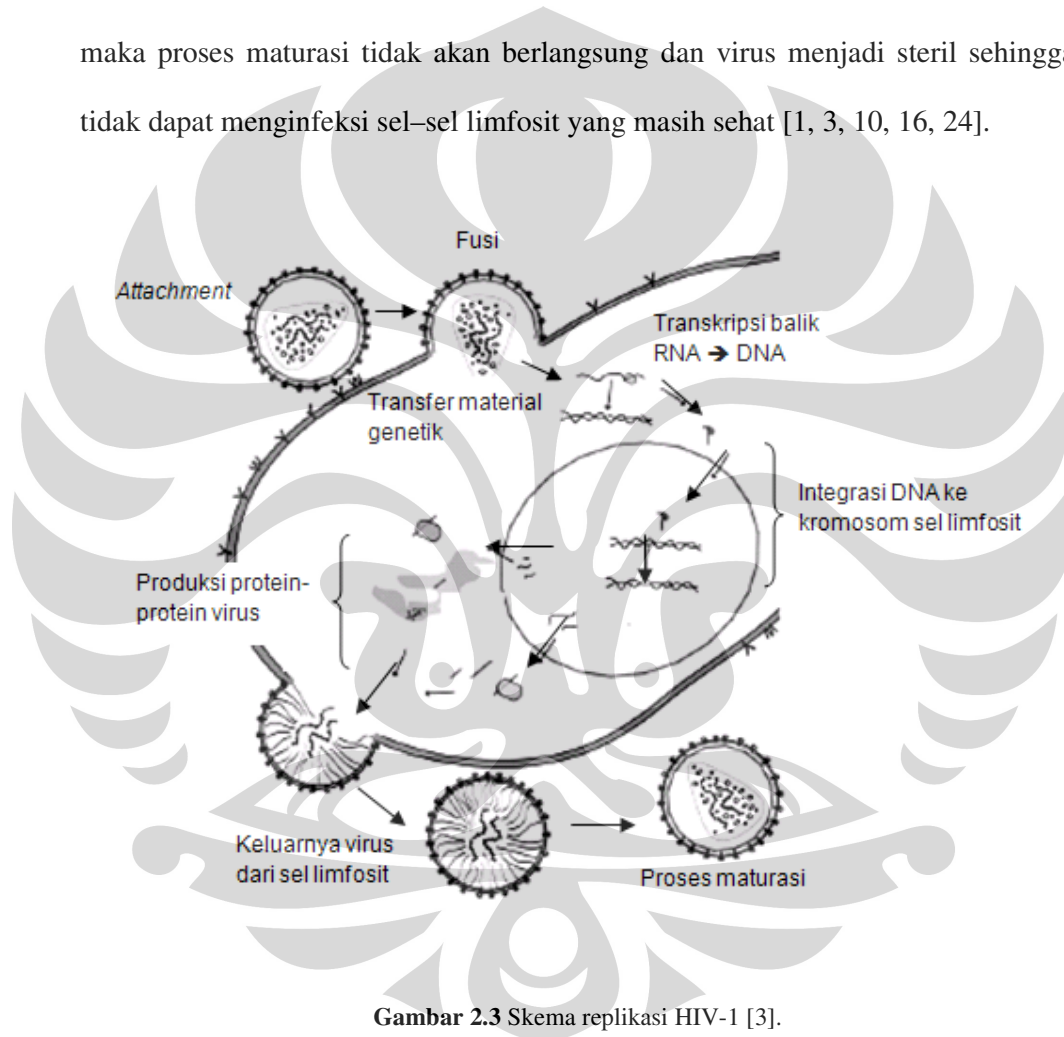 maka proses maturasi tidak akan berlangsung dan virus menjadi steril sehingga
tidak dapat menginfeksi sel–sel limfosit yang masih sehat [1, 3, 10, 16, 24].
Fusi
Attachment
Transkripsi balik
RNA ➔ DNA
Transfer material
genetik
Integrasi DNA ke
kromosom sel limfosit
Produksi protein-
protein virus
Keluarnya virus
dari sel limfosit
Proses maturasi
Gambar 2.3 Skema replikasi HIV-1 [3].